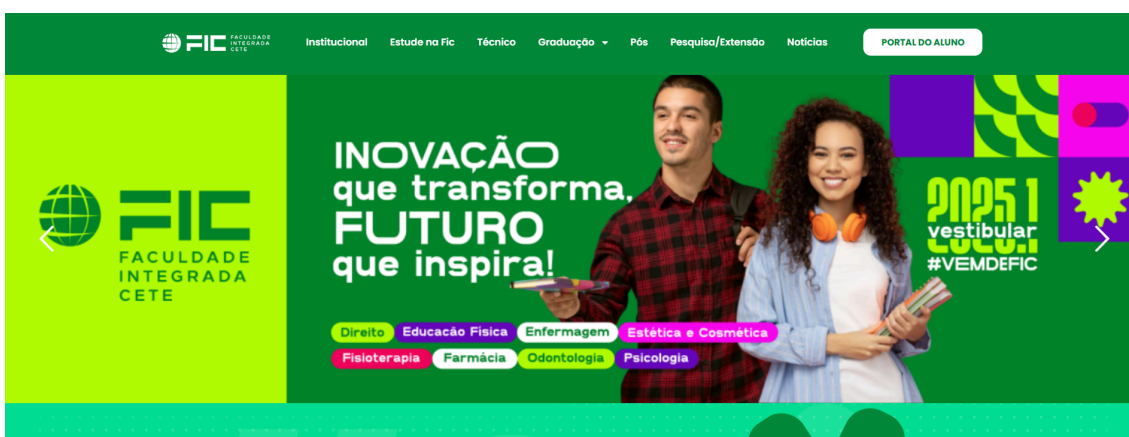 FIC FACULDADE
INTEGRADA
CETE
Institucional Estude na Fic Técnico Graduação Pós Pesquisa/Extensão Notícias PORTAL DO ALUNO
FIC
FACULDADE
INTEGRADA
CETE
INOVAÇÃO
que transforma,
FUTURO
que inspira!
Direito Educacão Fisica Enfermagem Estética e Cosmética
Fisioterapia Farmácia Odontologia Psicologia
2025.1
vestibular
#VEMDEFIC